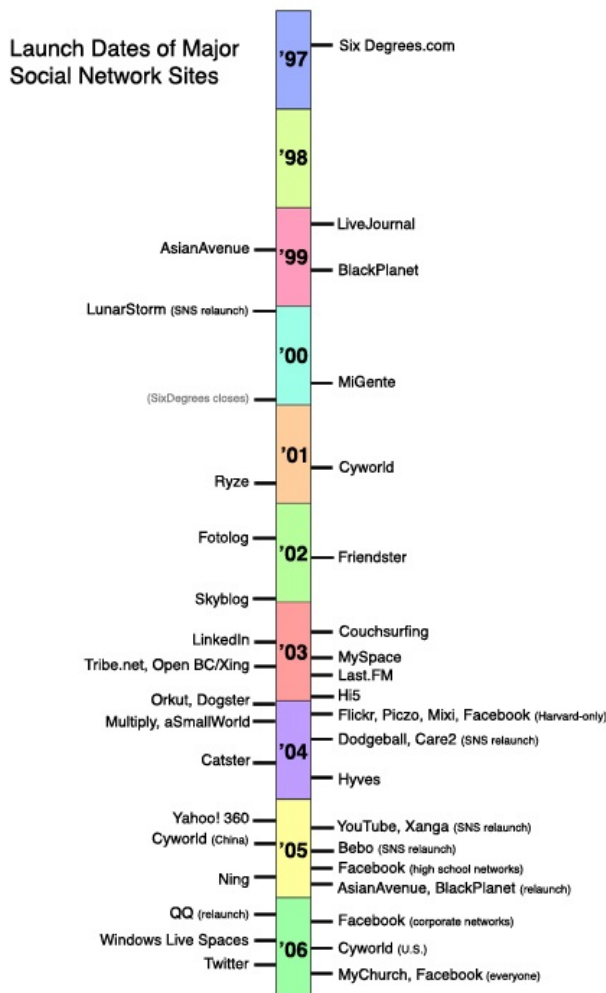 Launch Dates of Major
Social Network Sites
'97
Six Degrees.com
'98
'99
LiveJournal
AsianAvenue
BlackPlanet
LunarStorm (SNS relaunch)
'00
MiGente
(SixDegrees closes)
'01
Cyworld
Ryze
Fotolog
'02
Friendster
Skyblog
Couchsurfing
LinkedIn
'03
MySpace
Tribe.net, Open BC/Xing
Last.FM
Hi5
Orkut, Dogster
Flickr, Piczo, Mixi, Facebook (Harvard-only)
Multiply, aSmallWorld
Dodgeball, Care2 (SNS relaunch)
'04
Catster
Hyves
Yahoo! 360
YouTube, Xanga (SNS relaunch)
Cyworld (China)
Bebo (SNS relaunch)
'05
Facebook (high school networks)
Ning
AsianAvenue, BlackPlanet (relaunch)
QQ (relaunch)
Facebook (corporate networks)
Windows Live Spaces
'06
Cyworld (U.S.)
Twitter
MyChurch, Facebook (everyone)